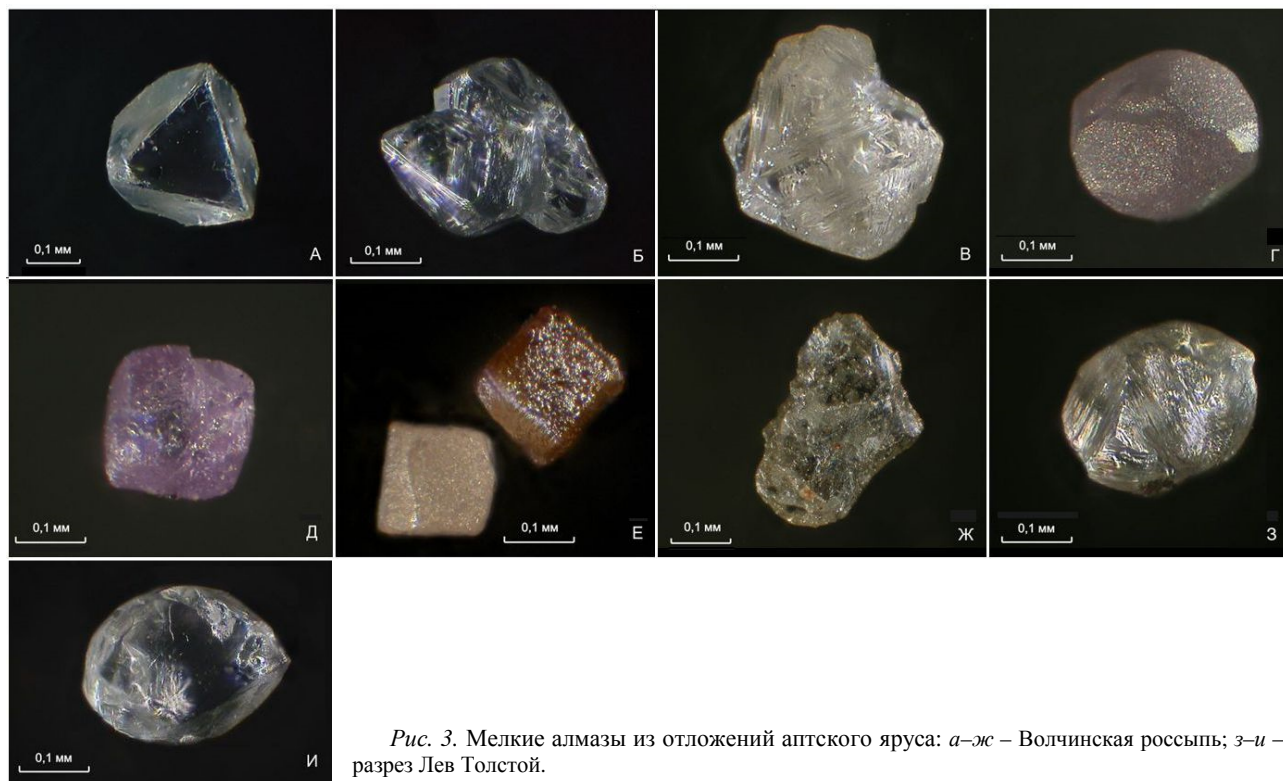 0,1 мм
А
0,1 мм
Б
0,1 мм
В
0,1 мм
Г
0,1 мм
Д
0,1 мм
Е
0,1 мм
Ж
0,1 мм
З
0,1 мм
И
Рис. 3. Мелкие алмазы из отложений аптского яруса: а–ж – Волчинская россыпь; з–и –
разрез Лев Толстой.